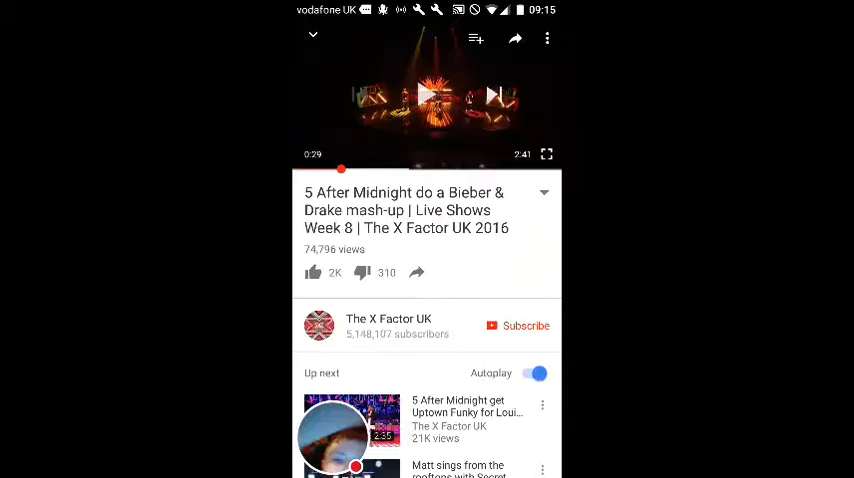 vodafone UK 09:15
0:29 2:41
5 After Midnight do a Bieber &
Drake mash-up | Live Shows
Week 8 | The X Factor UK 2016
74,796 views
2K 310
The X Factor UK
5,148,107 subscribers
Subscribe
Up next Autoplay
5 After Midnight get
Uptown Funky for Loui...
The X Factor UK
21K views
2:35
Matt sings from the
rooftops with Secret